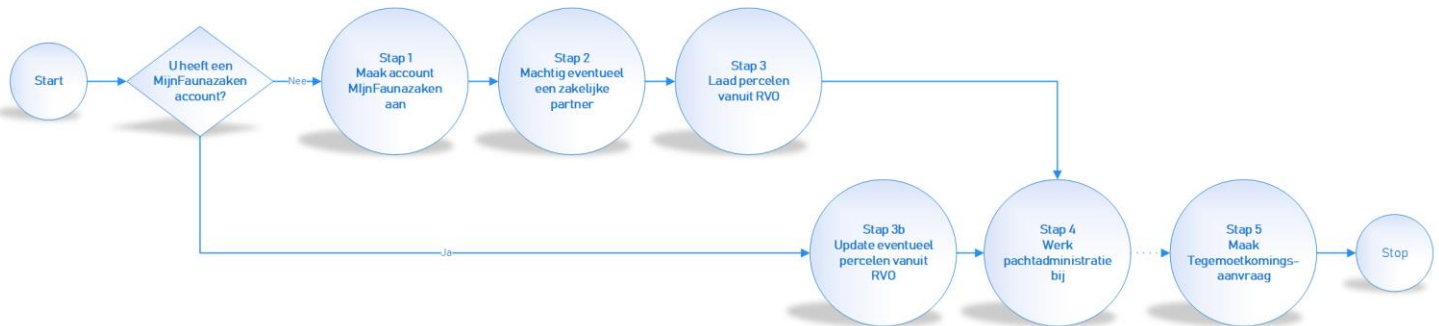 Start
U heeft een
MijnFaunazaken
account?
Nee
Stap 1
Maak account
MIjnFaunazaken
aan
Stap 2
Machtig eventueel
een zakelijke
partner
Stap 3
Laad percelen
vanuit RVO
Ja
Stap 3b
Update eventueel
percelen vanuit
RVO
Stap 4
Werk
pachtadministratie
bij
Stap 5
Maak
Tegemoetkomings-
aanvraag
Stop